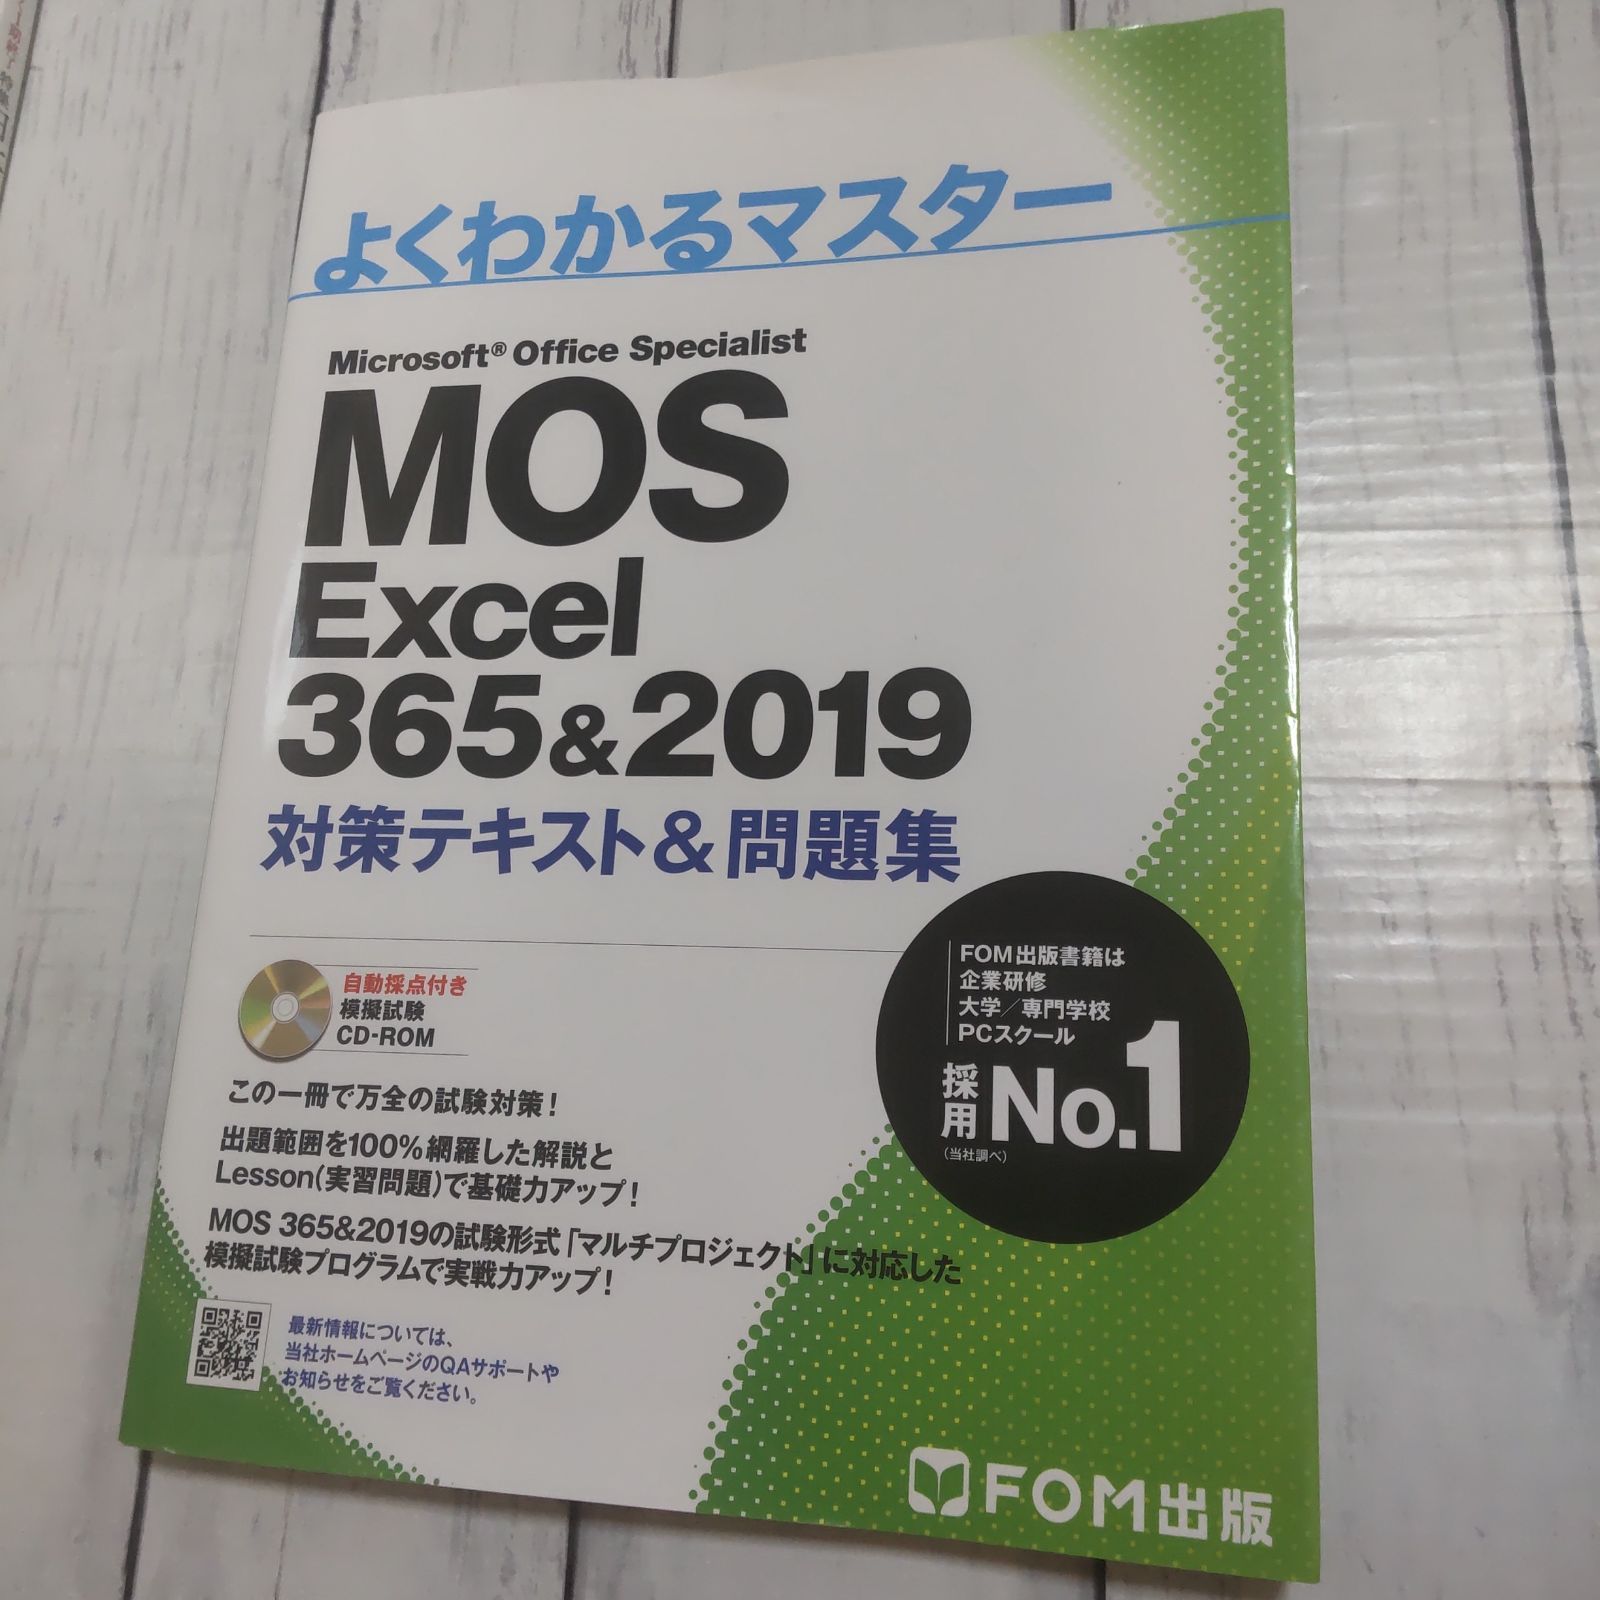 よくわかるマスター
Microsoft® Office Specialist
MOS
Excel
365&2019
対策テキスト&問題集
自動採点付き
模擬試験
CD-ROM
FOM出版書籍は
企業研修
大学／専門学校
PCスクール
採用 No.1
(当社調べ)
この一冊で万全の試験対策！
出題範囲を100%網羅した解説と
Lesson(実習問題)で基礎力アップ！
MOS 365&2019の試験形式「マルチプロジェクト」に対応した
模擬試験プログラムで実戦力アップ！
最新情報については、
当社ホームページのQAサポートや
お知らせをご覧ください。
FOM出版